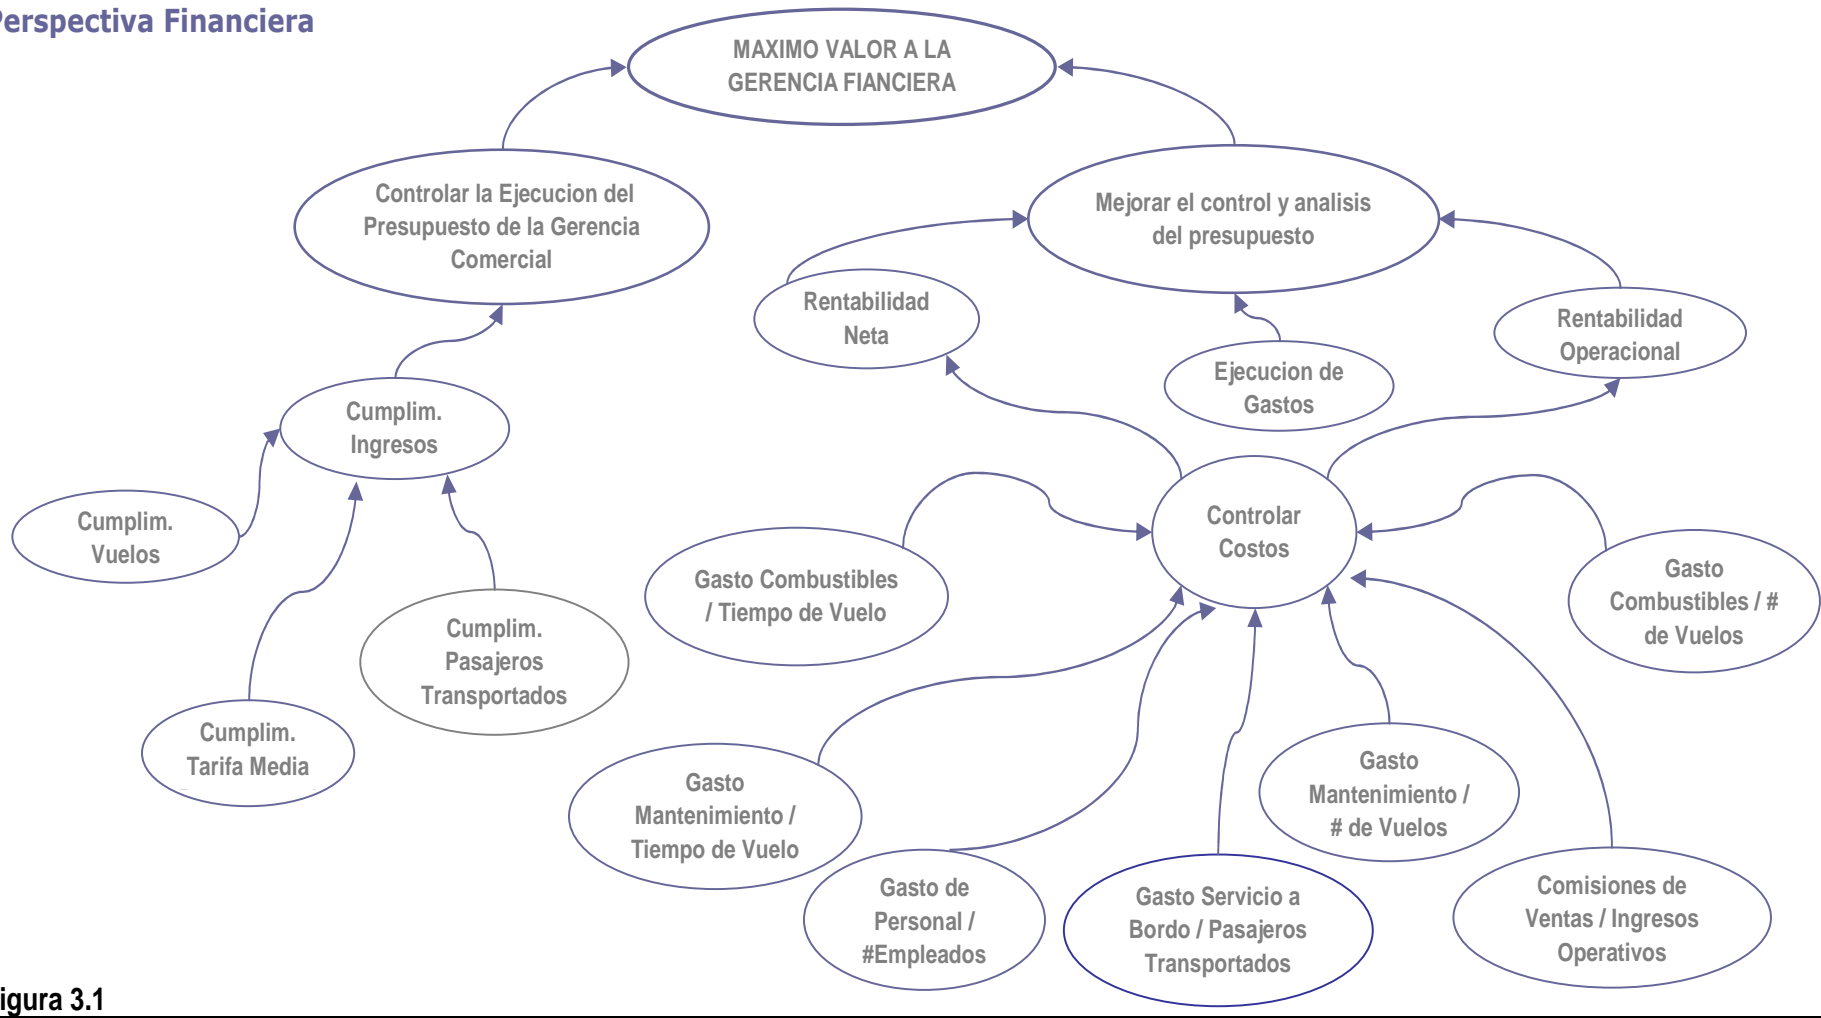 Perspectiva Financiera
MAXIMO VALOR A LA
GERENCIA FIANCIERA
Controlar la Ejecucion del
Presupuesto de la Gerencia
Comercial
Mejorar el control y analisis
del presupuesto
Rentabilidad
Neta
Ejecucion de
Gastos
Rentabilidad
Operacional
Cumplim.
Ingresos
Cumplim.
Vuelos
Cumplim.
Tarifa Media
Cumplim.
Pasajeros
Transportados
Controlar
Costos
Gasto Combustibles
/ Tiempo de Vuelo
Gasto
Combustibles / #
de Vuelos
Gasto
Mantenimiento /
Tiempo de Vuelo
Gasto de
Personal /
#Empleados
Gasto Servicio a
Bordo / Pasajeros
Transportados
Gasto
Mantenimiento /
# de Vuelos
Comisiones de
Ventas / Ingresos
Operativos
igura 3.1